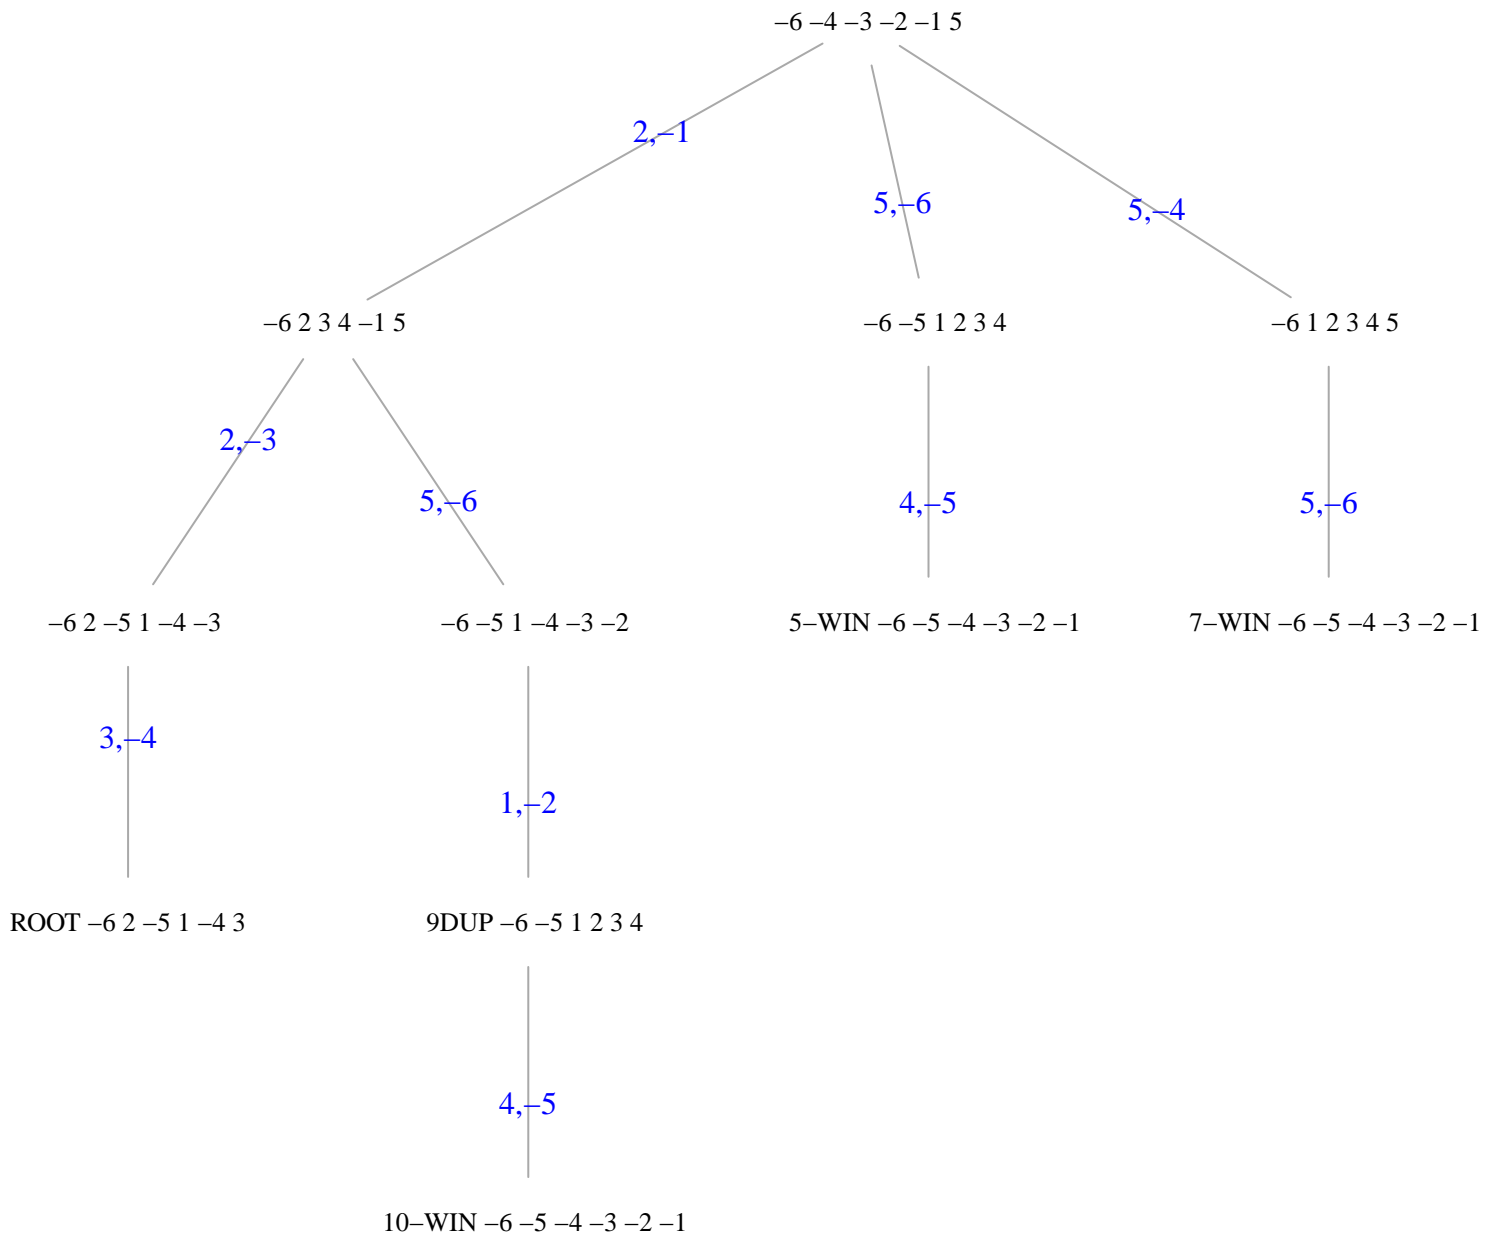 –6 –4 –3 –2 –1 5
2,–1
5,–6
5,–4
–6 2 3 4 –1 5
–6 –5 1 2 3 4
–6 1 2 3 4 5
2,–3
5,–6
4,–5
5,–6
–6 2 –5 1 –4 –3
–6 –5 1 –4 –3 –2
5–WIN –6 –5 –4 –3 –2 –1
7–WIN –6 –5 –4 –3 –2 –1
3,–4
1,–2
ROOT –6 2 –5 1 –4 3
9DUP –6 –5 1 2 3 4
4,–5
10–WIN –6 –5 –4 –3 –2 –1